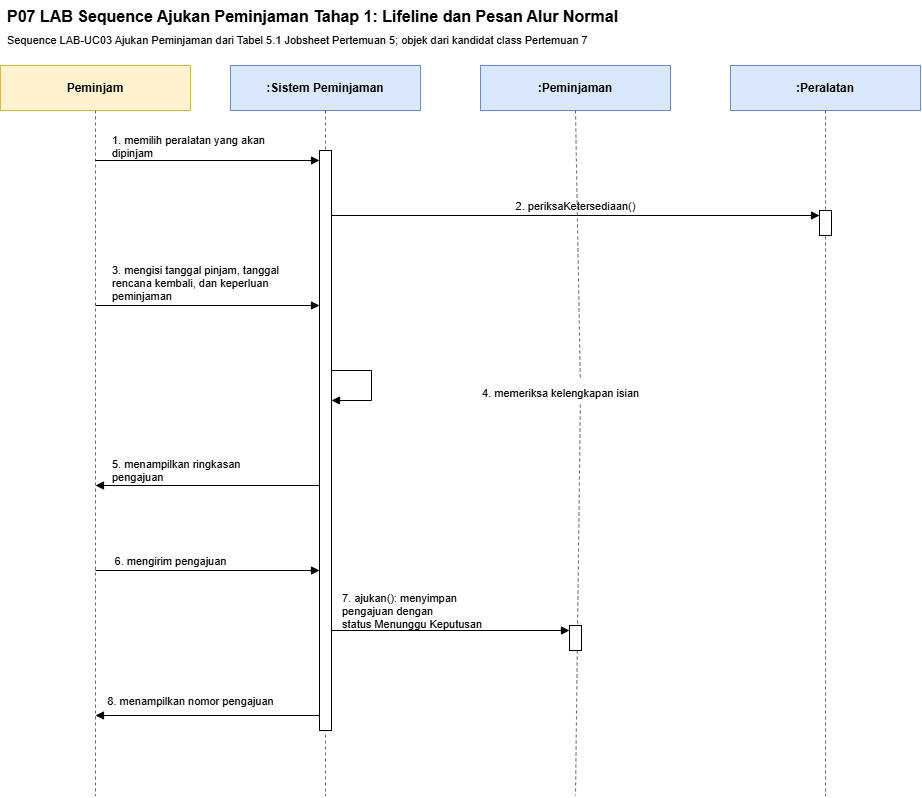 P07 LAB Sequence Ajukan Peminjaman Tahap 1: Lifeline dan Pesan Alur Normal
Sequence LAB-UC03 Ajukan Peminjaman dari Tabel 5.1 Jobsheet Pertemuan 5; objek dari kandidat class Pertemuan 7
Peminjam
:Sistem Peminjaman
:Peminjaman
:Peralatan
1. memilih peralatan yang akan
dipinjam
2. periksaKetersediaan()
3. mengisi tanggal pinjam, tanggal
rencana kembali, dan keperluan
peminjaman
4. memeriksa kelengkapan isian
5. menampilkan ringkasan
pengajuan
6. mengirim pengajuan
7. ajukan(): menyimpan
pengajuan dengan
status Menunggu Keputusan
8. menampilkan nomor pengajuan